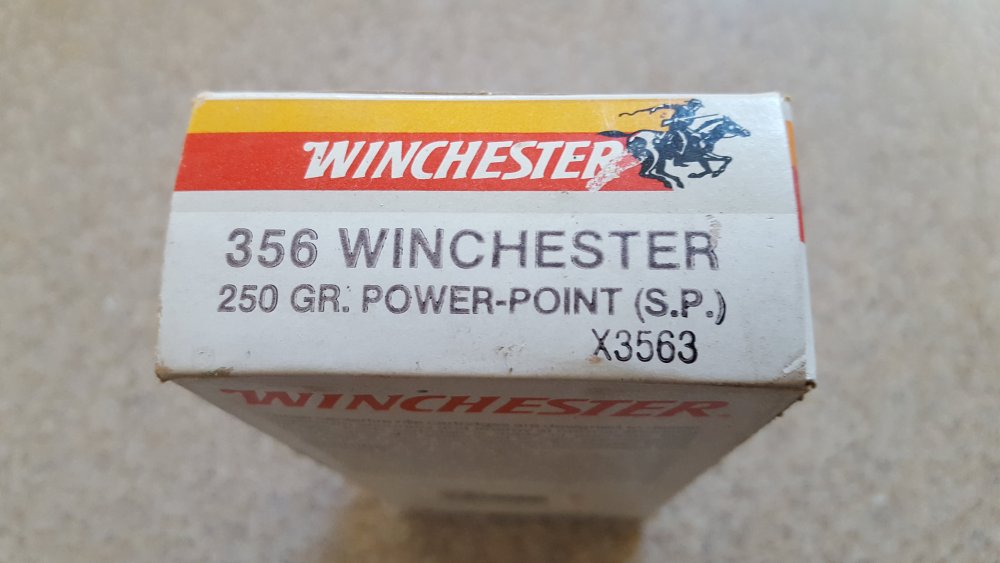 WINCHESTER
356 WINCHESTER
250 GR. POWER-POINT (S.P.)
X3563
WINCHESTER